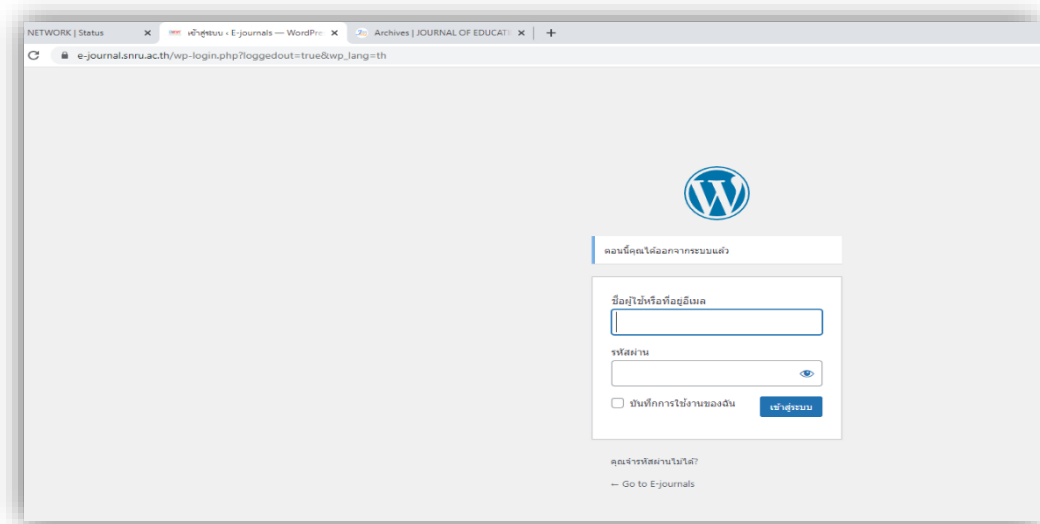 NETWORK | Status
เข้าสู่ระบบ ‹ E-journals — WordPre
Archives | JOURNAL OF EDUCATI
e-journal.snru.ac.th/wp-login.php?loggedout=true&wp_lang=th
ตอนนี้คุณได้ออกจากระบบแล้ว
ชื่อผู้ใช้หรือที่อยู่อีเมล
รหัสผ่าน
บันทึกการใช้งานของฉัน
เข้าสู่ระบบ
คุณจำรหัสผ่านไม่ได้?
← Go to E-journals